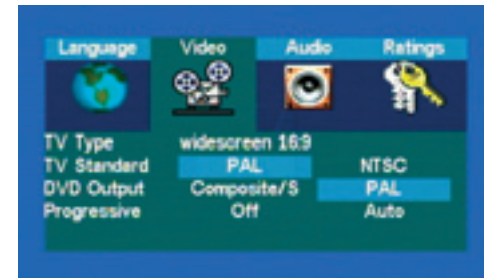 Language Video Audio Ratings
TV Type widescreen 16:9
TV Standard PAL NTSC
DVD Output Composite/S PAL
Progressive Off Auto